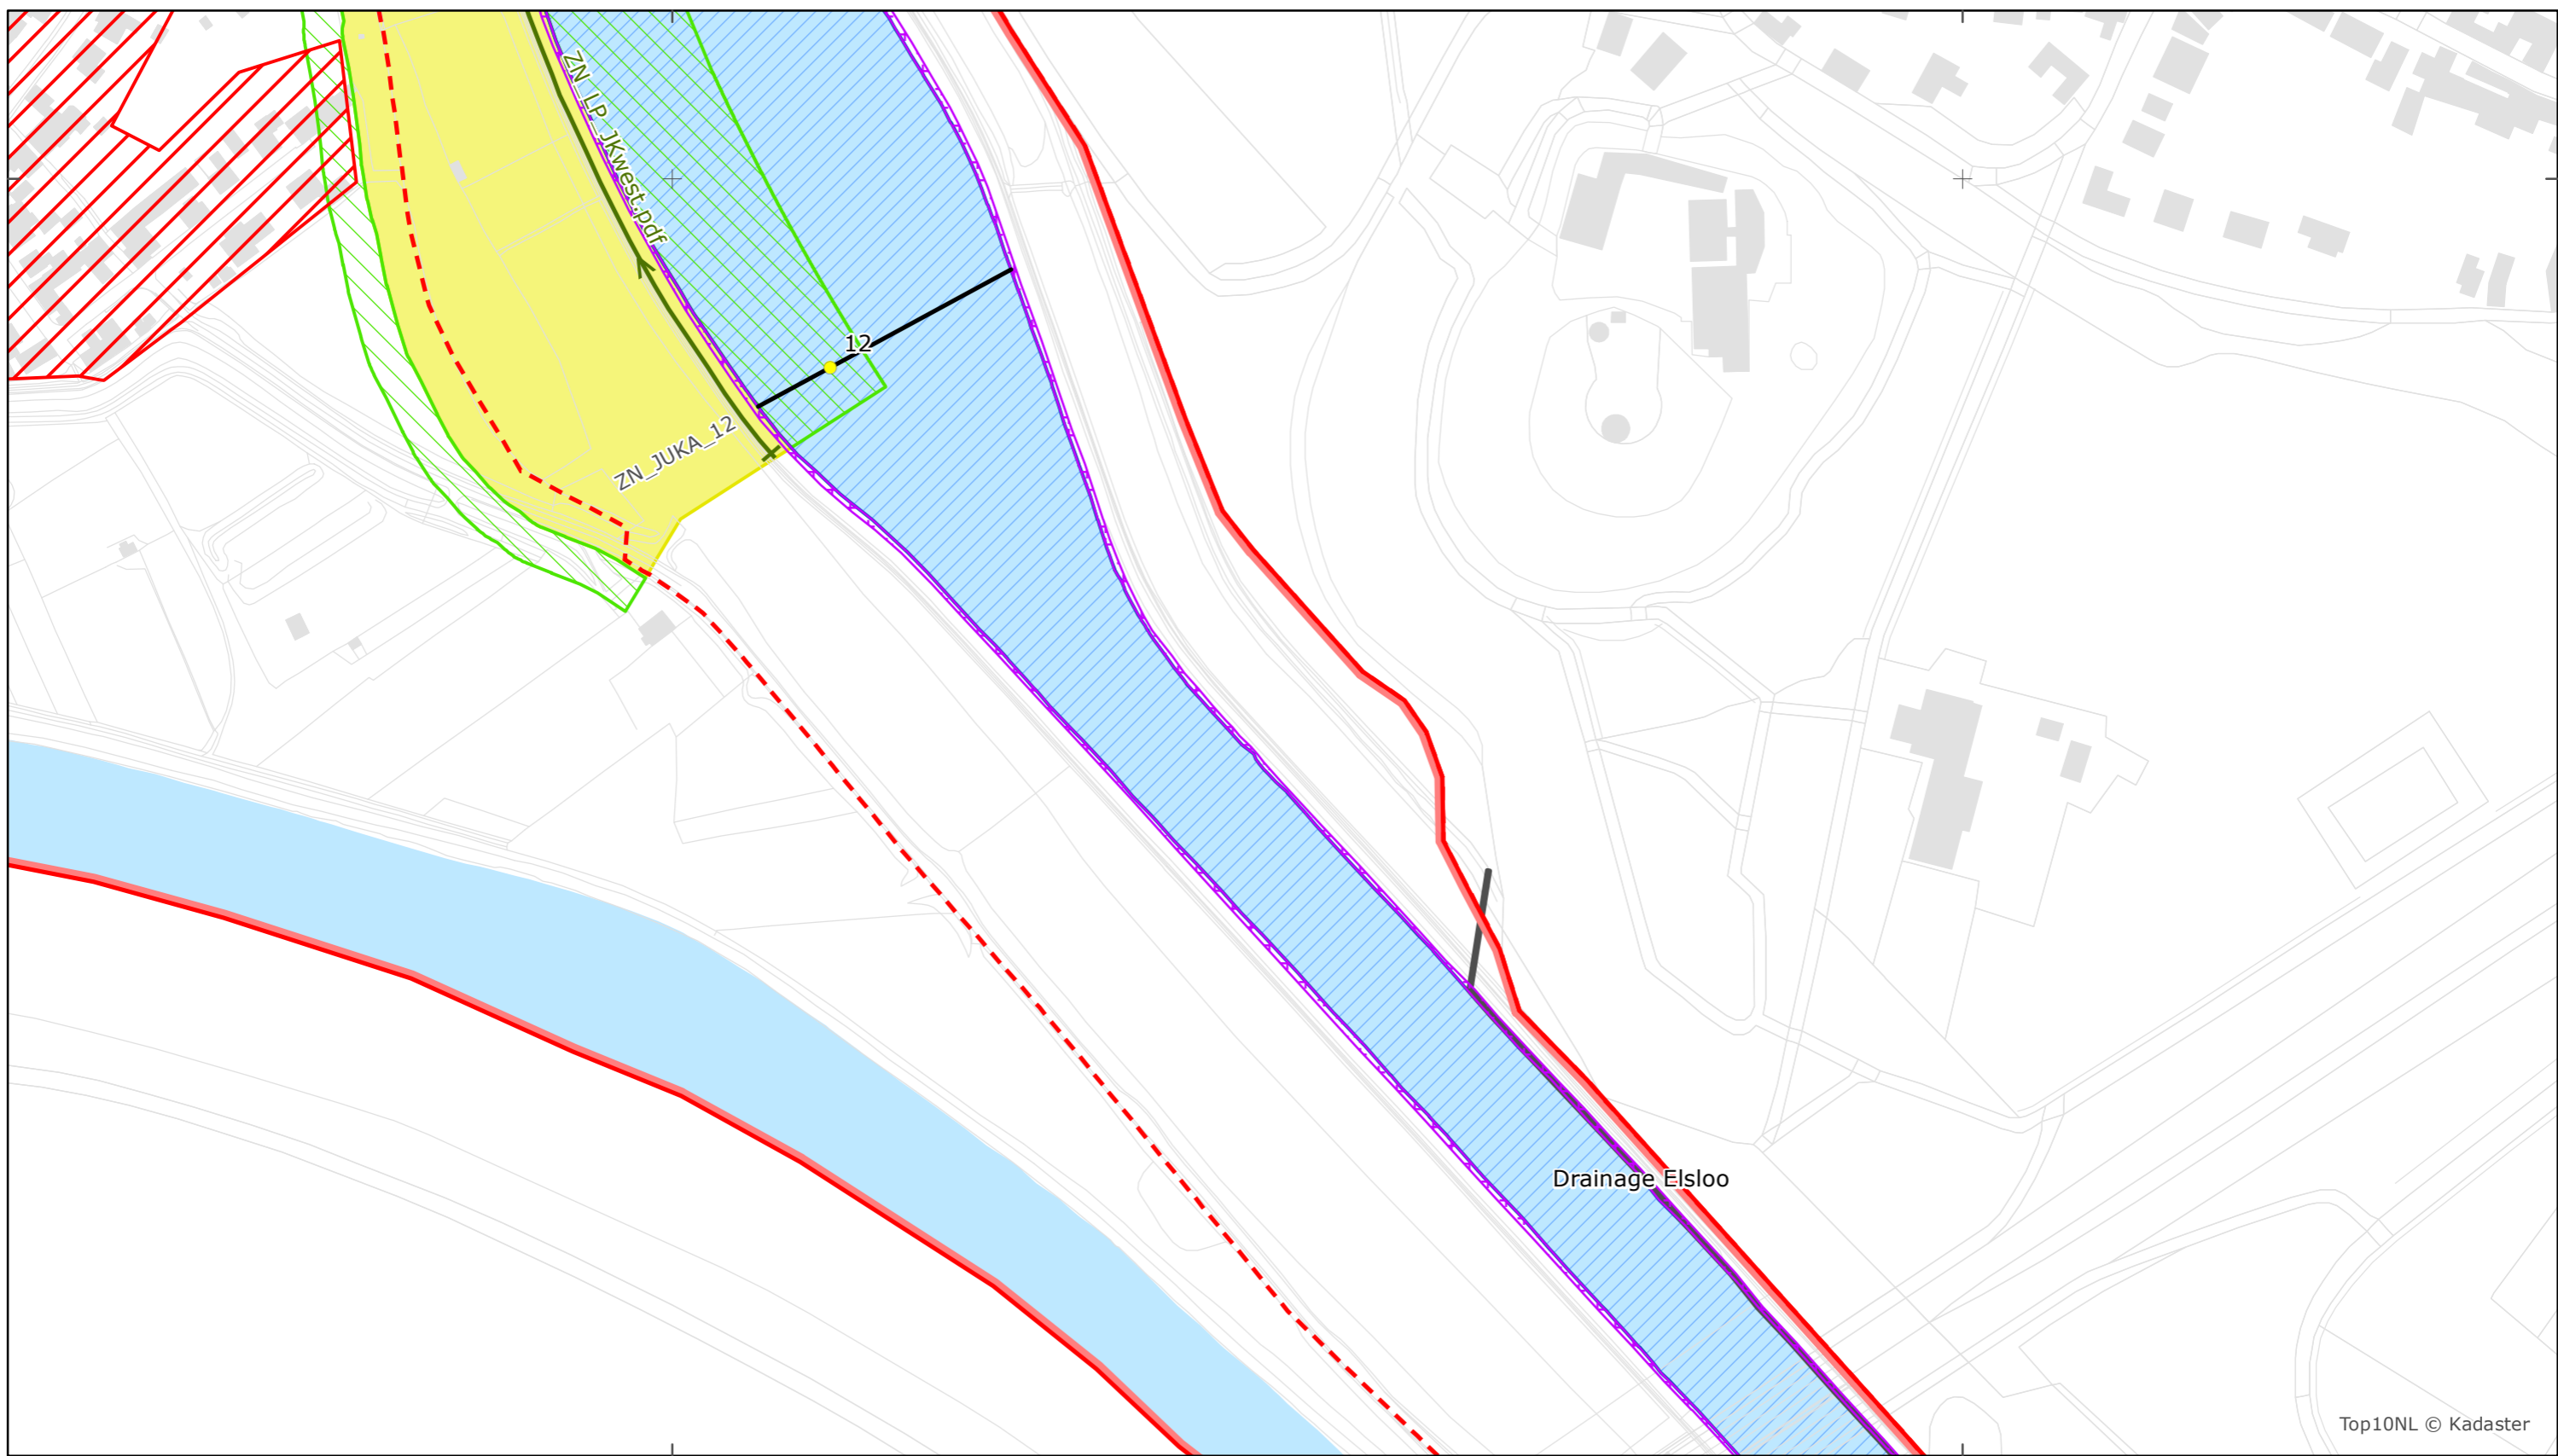 ZN_LP_JKwest.pdf
12
ZN_JUKA_12
Drainage Elsloo
Top10NL © Kadaster